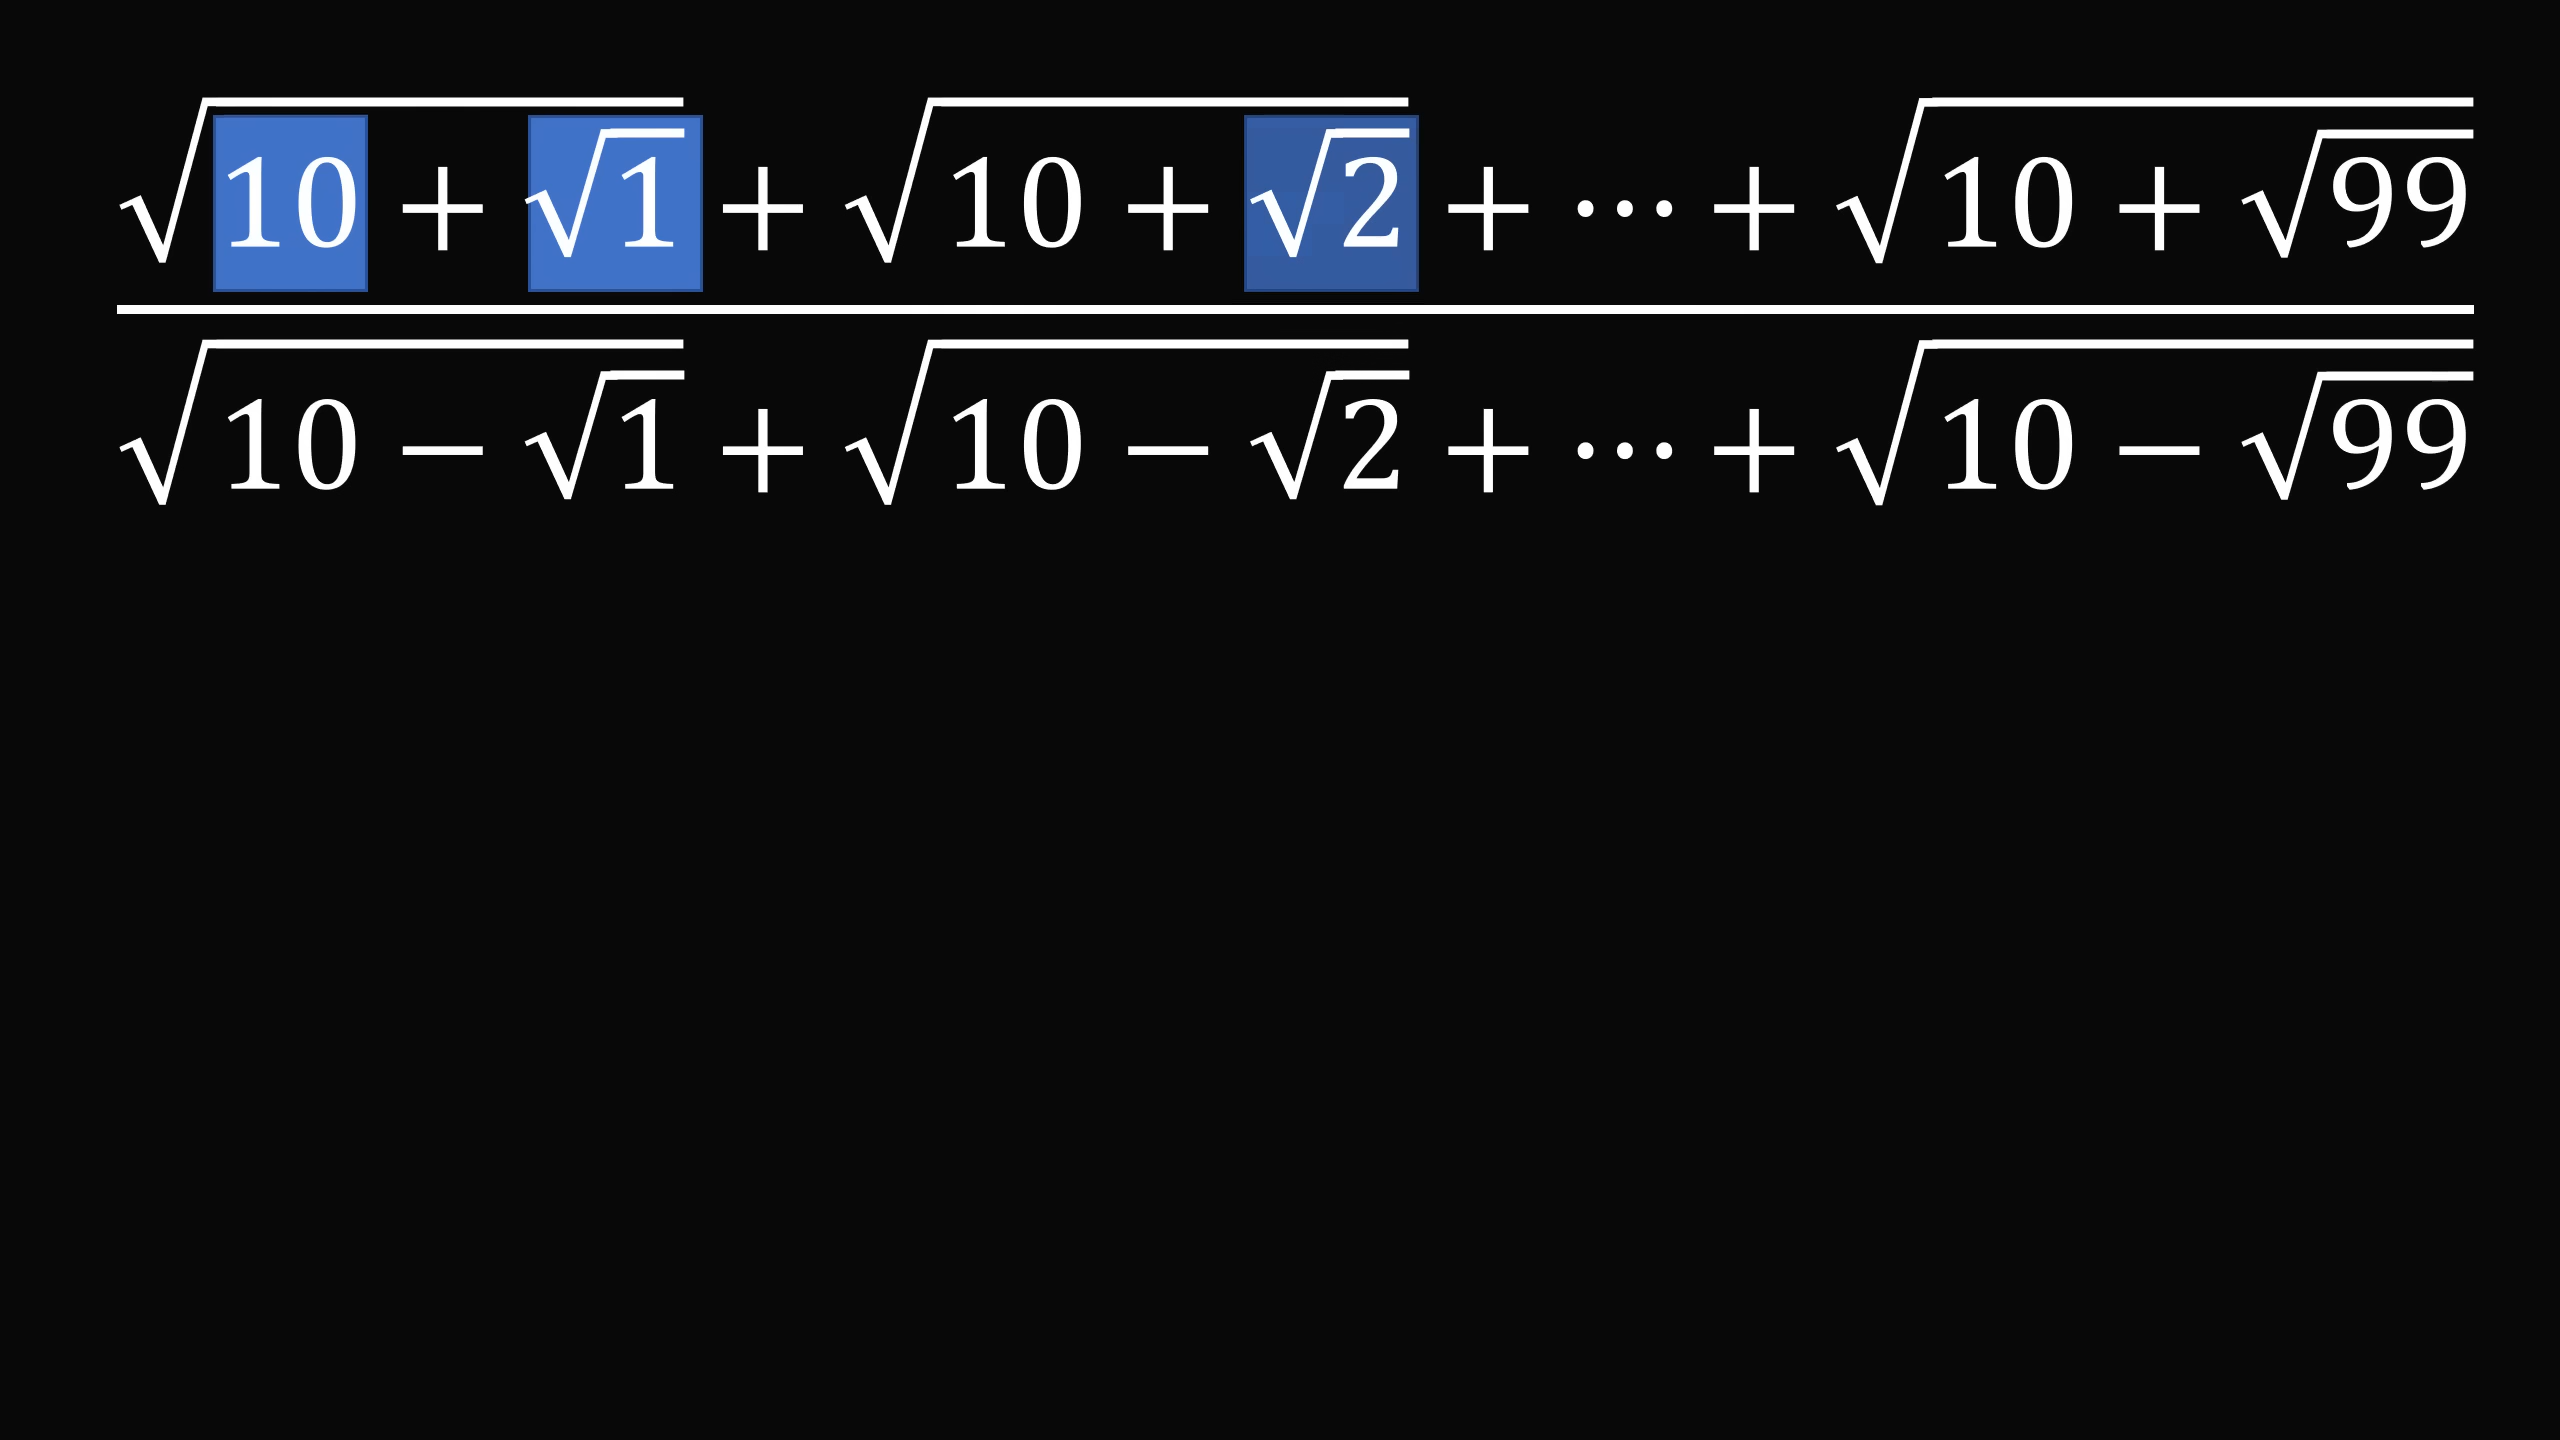 √(10 + √1) + √(10 + √2) + ⋯ + √(10 + √99)
√(10 − √1) + √(10 − √2) + ⋯ + √(10 − √99)